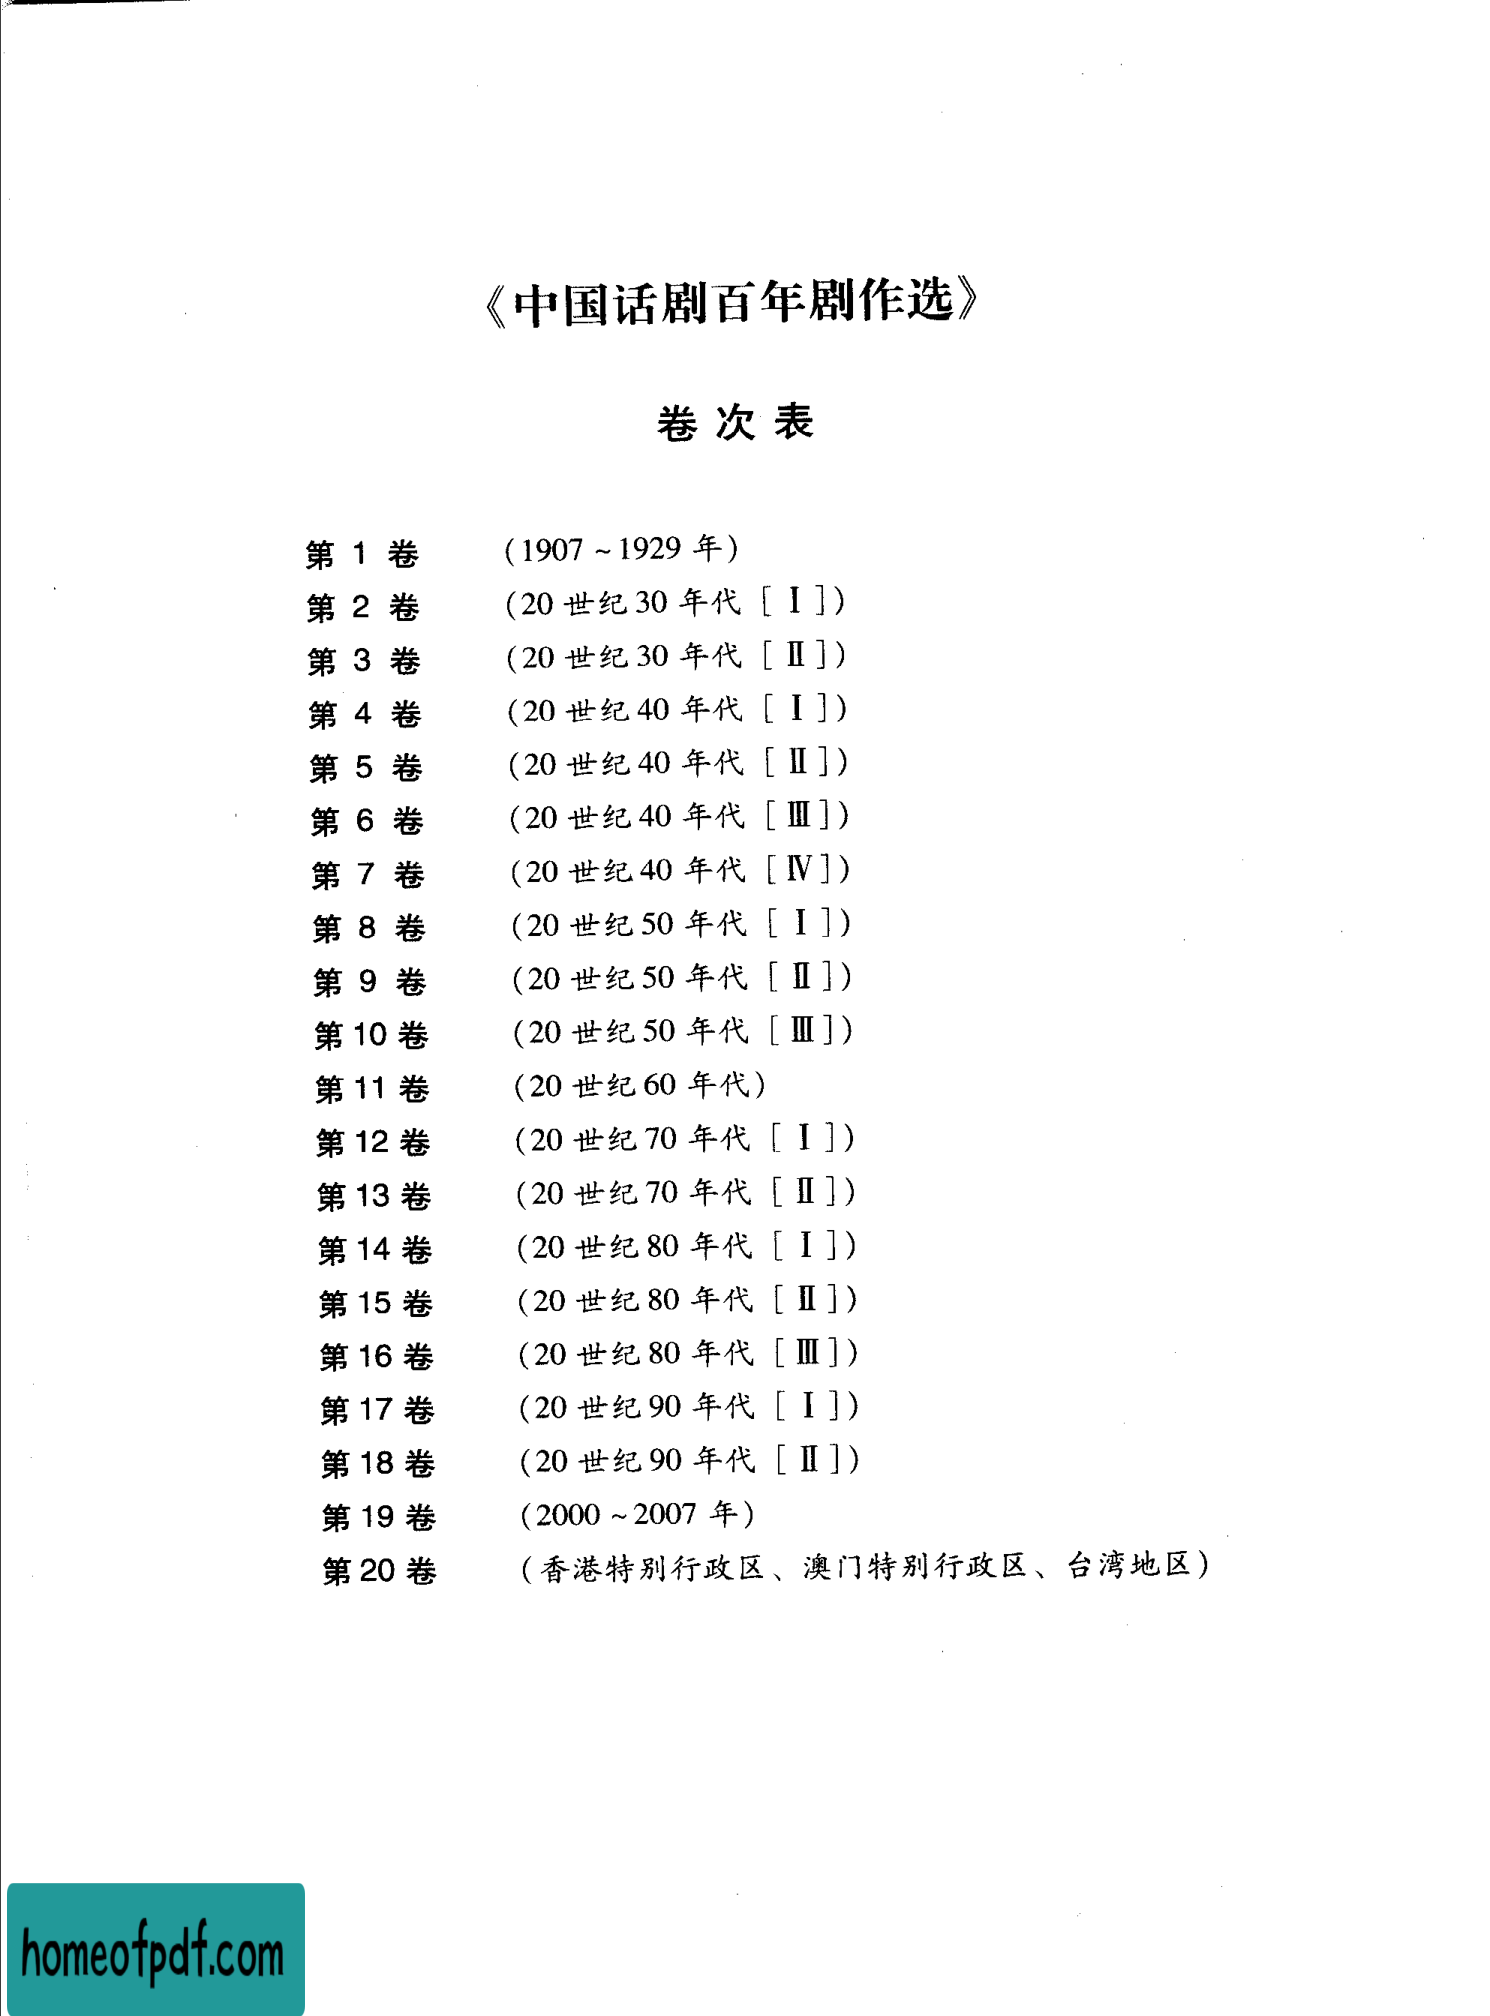 《中国话剧百年剧作选》
卷次表
第 1 卷 (1907~1929 年)
第 2 卷 (20 世纪 30 年代［Ⅰ］)
第 3 卷 (20 世纪 30 年代［Ⅱ］)
第 4 卷 (20 世纪 40 年代［Ⅰ］)
第 5 卷 (20 世纪 40 年代［Ⅱ］)
第 6 卷 (20 世纪 40 年代［Ⅲ］)
第 7 卷 (20 世纪 40 年代［Ⅳ］)
第 8 卷 (20 世纪 50 年代［Ⅰ］)
第 9 卷 (20 世纪 50 年代［Ⅱ］)
第 10 卷 (20 世纪 50 年代［Ⅲ］)
第 11 卷 (20 世纪 60 年代)
第 12 卷 (20 世纪 70 年代［Ⅰ］)
第 13 卷 (20 世纪 70 年代［Ⅱ］)
第 14 卷 (20 世纪 80 年代［Ⅰ］)
第 15 卷 (20 世纪 80 年代［Ⅱ］)
第 16 卷 (20 世纪 80 年代［Ⅲ］)
第 17 卷 (20 世纪 90 年代［Ⅰ］)
第 18 卷 (20 世纪 90 年代［Ⅱ］)
第 19 卷 (2000~2007 年)
第 20 卷 (香港特别行政区、澳门特别行政区、台湾地区)
homeofpdf.com